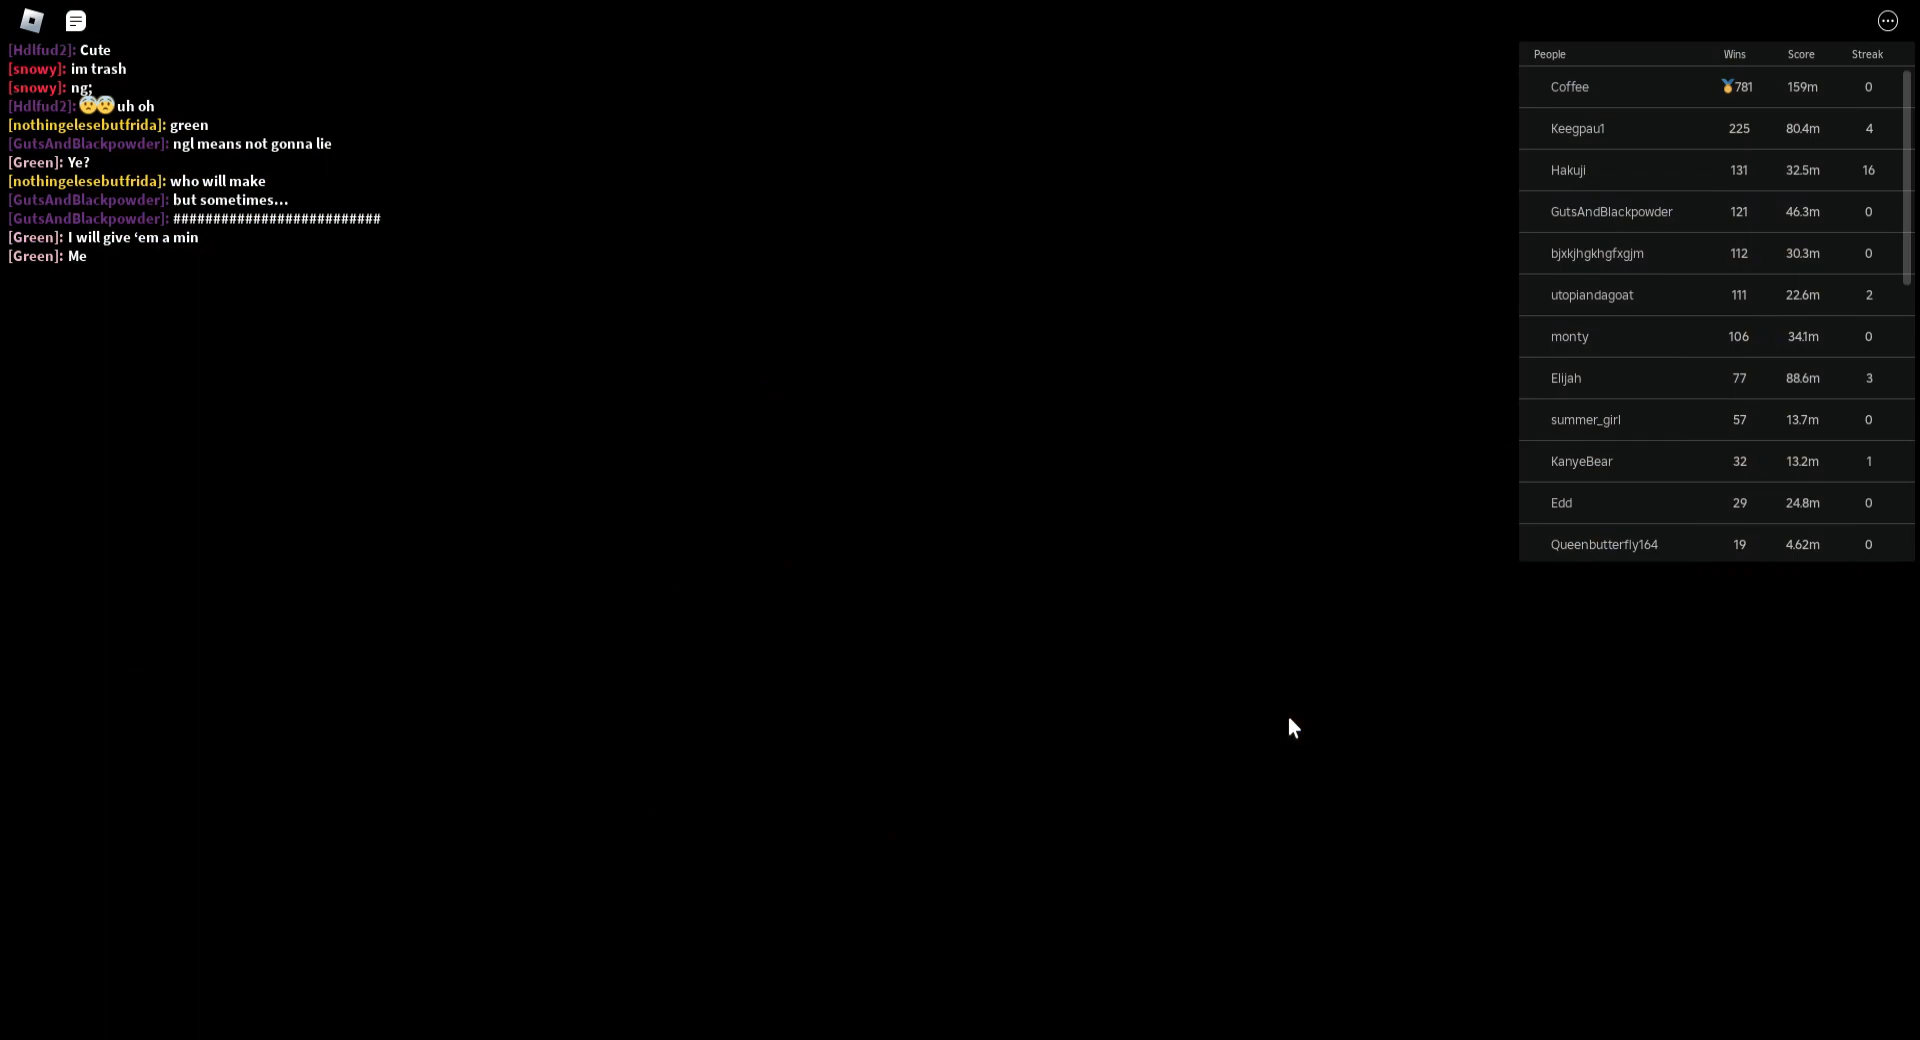 [Hdlfud2]: Cute
[snowy]: im trash
[snowy]: ng;
[Hdlfud2]: 😨😨 uh oh
[nothingelesebutfrida]: green
[GutsAndBlackpowder]: ngl means not gonna lie
[Green]: Ye?
[nothingelesebutfrida]: who will make
[GutsAndBlackpowder]: but sometimes...
[GutsAndBlackpowder]: ##########################
[Green]: I will give ‘em a min
[Green]: Me
People Wins Score Streak
Coffee 🏅781 159m 0
Keegpau1 225 80.4m 4
Hakuji 131 32.5m 16
GutsAndBlackpowder 121 46.3m 0
bjxkjhgkhgfxgjm 112 30.3m 0
utopiandagoat 111 22.6m 2
monty 106 34.1m 0
Elijah 77 88.6m 3
summer_girl 57 13.7m 0
KanyeBear 32 13.2m 1
Edd 29 24.8m 0
Queenbutterfly164 19 4.62m 0